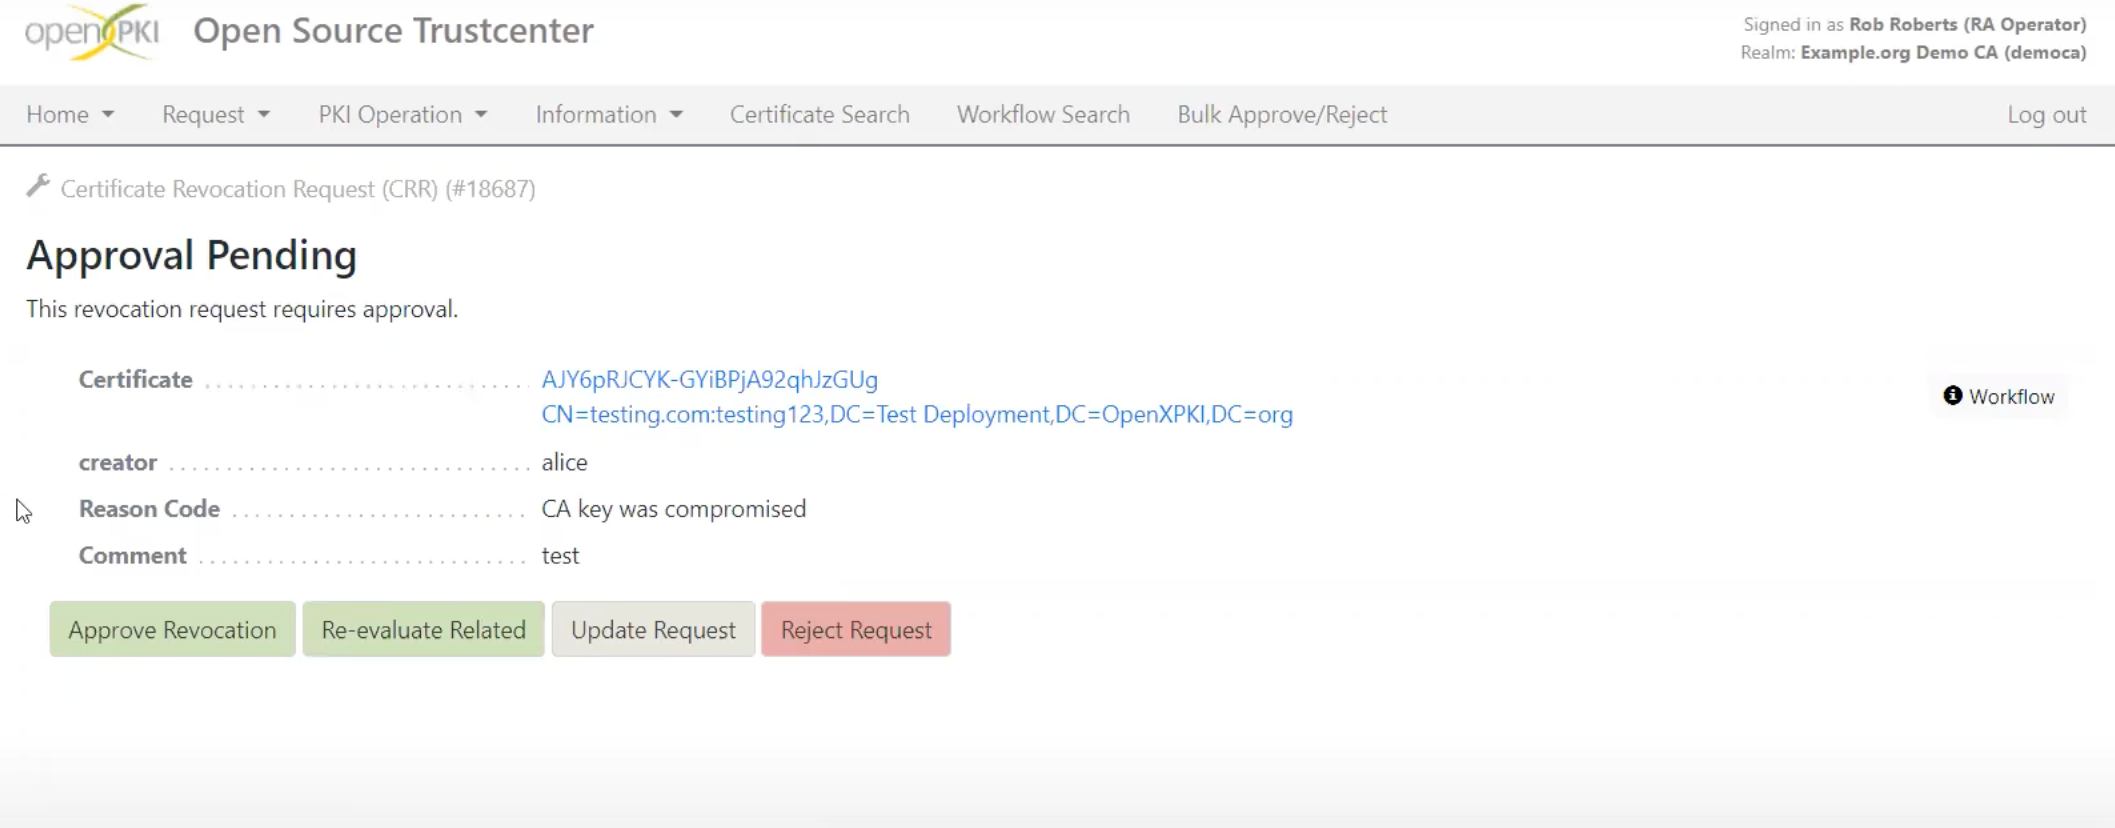 openXPKI Open Source Trustcenter
Signed in as Rob Roberts (RA Operator)
Realm: Example.org Demo CA (democa)
Home Request PKI Operation Information Certificate Search Workflow Search Bulk Approve/Reject Log out
Certificate Revocation Request (CRR) (#18687)
Approval Pending
This revocation request requires approval.
Certificate AJY6pRJCYK-GYiBPjA92qhJzGUg
CN=testing.com:testing123,DC=Test Deployment,DC=OpenXPKI,DC=org
Workflow
creator alice
Reason Code CA key was compromised
Comment test
Approve Revocation Re-evaluate Related Update Request Reject Request